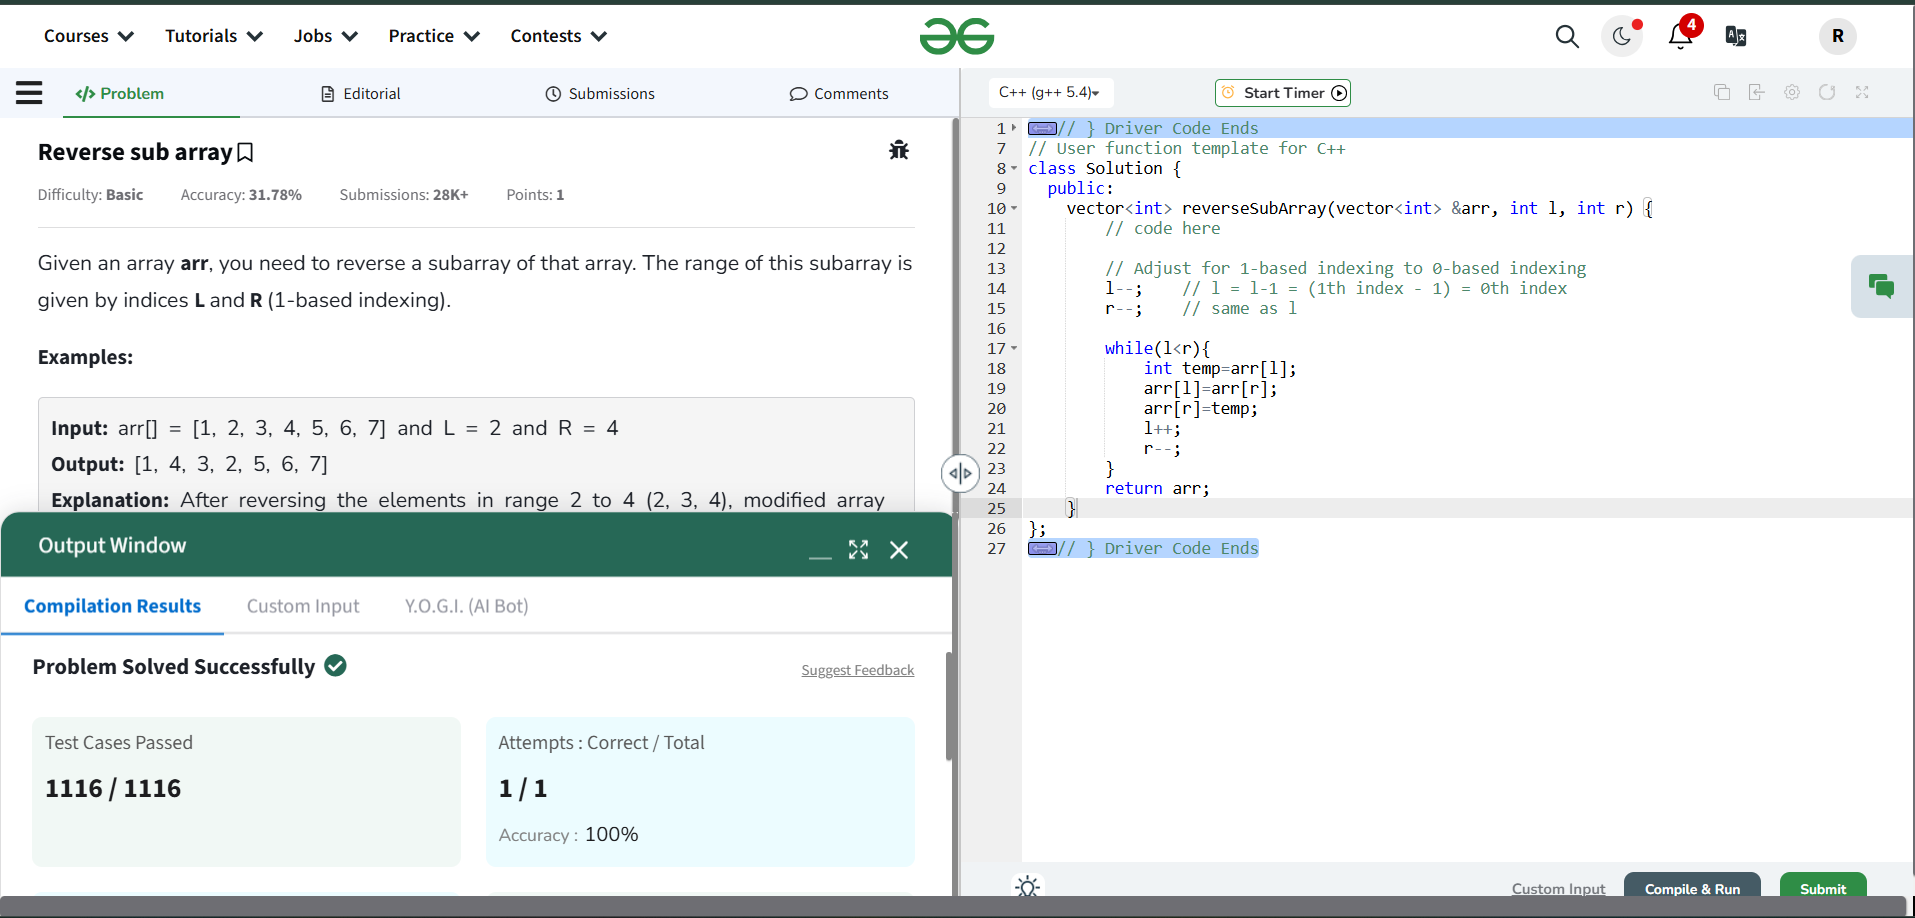 Courses Tutorials Jobs Practice Contests
4
R
Problem Editorial Submissions Comments
Reverse sub array
Difficulty: Basic Accuracy: 31.78% Submissions: 28K+ Points: 1
Given an array arr, you need to reverse a subarray of that array. The range of this subarray is
given by indices L and R (1-based indexing).
Examples:
Input: arr[] = [1, 2, 3, 4, 5, 6, 7] and L = 2 and R = 4
Output: [1, 4, 3, 2, 5, 6, 7]
Explanation: After reversing the elements in range 2 to 4 (2, 3, 4), modified array
Output Window
Compilation Results Custom Input Y.O.G.I. (AI Bot)
Problem Solved Successfully
Suggest Feedback
Test Cases Passed
1116 / 1116
Attempts : Correct / Total
1 / 1
Accuracy : 100%
C++ (g++ 5.4)
Start Timer
1 // } Driver Code Ends
7 // User function template for C++
8 class Solution {
9 public:
10 vector<int> reverseSubArray(vector<int> &arr, int l, int r) {
11 // code here
12
13 // Adjust for 1-based indexing to 0-based indexing
14 l--; // l = l-1 = (1th index - 1) = 0th index
15 r--; // same as l
16
17 while(l<r){
18 int temp=arr[l];
19 arr[l]=arr[r];
20 arr[r]=temp;
21 l++;
22 r--;
23 }
24 return arr;
25 }
26 };
27 // } Driver Code Ends
Custom Input Compile & Run Submit